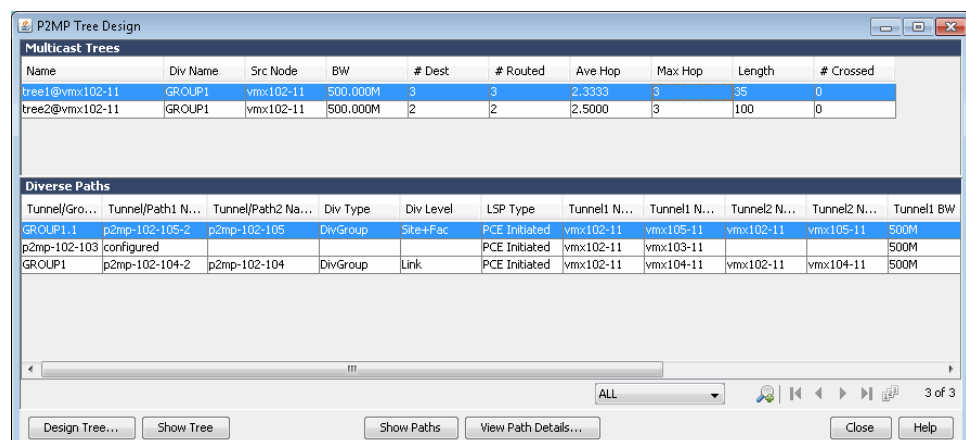 P2MP Tree Design
Multicast Trees
Name Div Name Src Node BW # Dest # Routed Ave Hop Max Hop Length # Crossed
tree1@vmx102-11 GROUP1 vmx102-11 500.000M 3 3 2.3333 3 35 0
tree2@vmx102-11 GROUP1 vmx102-11 500.000M 2 2 2.5000 3 100 0
Diverse Paths
Tunnel/Gro... Tunnel/Path1 N... Tunnel/Path2 Na... Div Type Div Level LSP Type Tunnel1 N... Tunnel1 N... Tunnel2 N... Tunnel2 N... Tunnel1 BW
GROUP1.1 p2mp-102-105-2 p2mp-102-105 DivGroup Site+Fac PCE Initiated vmx102-11 vmx105-11 vmx102-11 vmx105-11 500M
p2mp-102-103 configured PCE Initiated vmx102-11 vmx103-11 500M
GROUP1 p2mp-102-104-2 p2mp-102-104 DivGroup Link PCE Initiated vmx102-11 vmx104-11 vmx102-11 vmx104-11 500M
ALL 3 of 3
Design Tree... Show Tree Show Paths View Path Details... Close Help